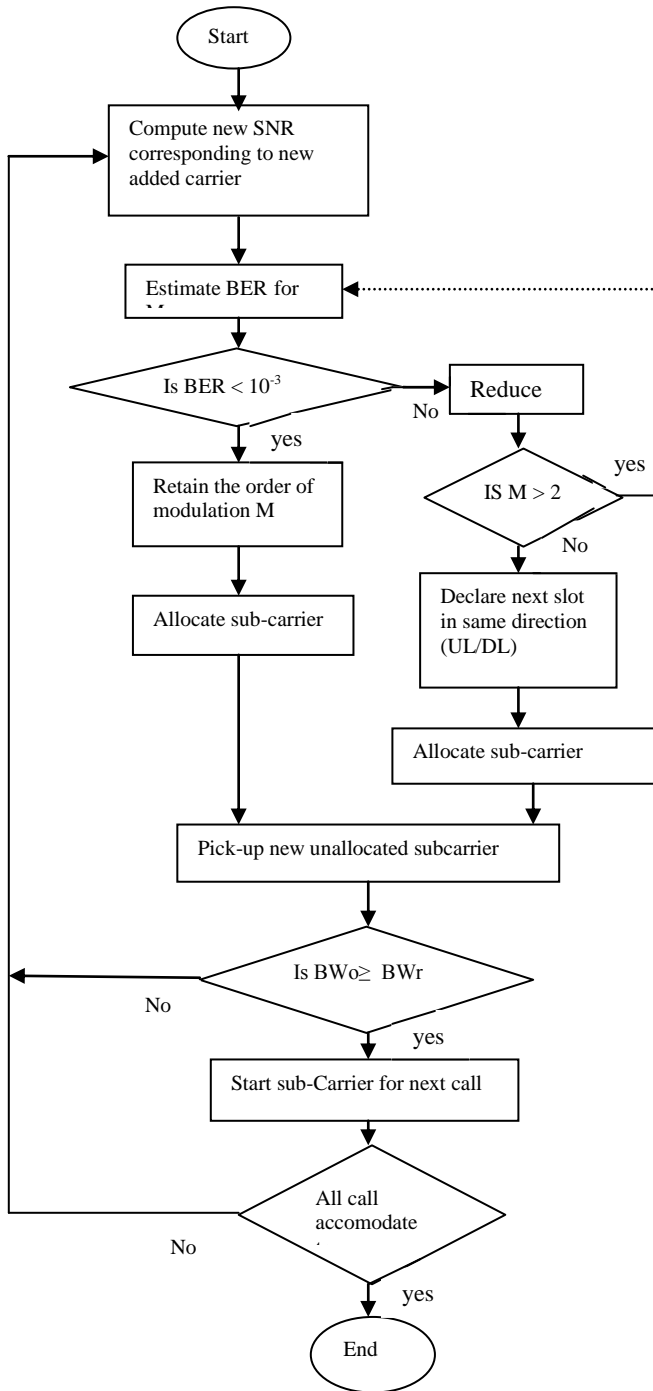 Start
Compute new SNR
corresponding to new
added carrier
Estimate BER for
Is BER < 10⁻³
No
Reduce
yes
Retain the order of
modulation M
IS M > 2
yes
No
Allocate sub-carrier
Declare next slot
in same direction
(UL/DL)
Allocate sub-carrier
Pick-up new unallocated subcarrier
Is BWo≥ BWr
No
yes
Start sub-Carrier for next call
All call
accomodate
No
yes
End